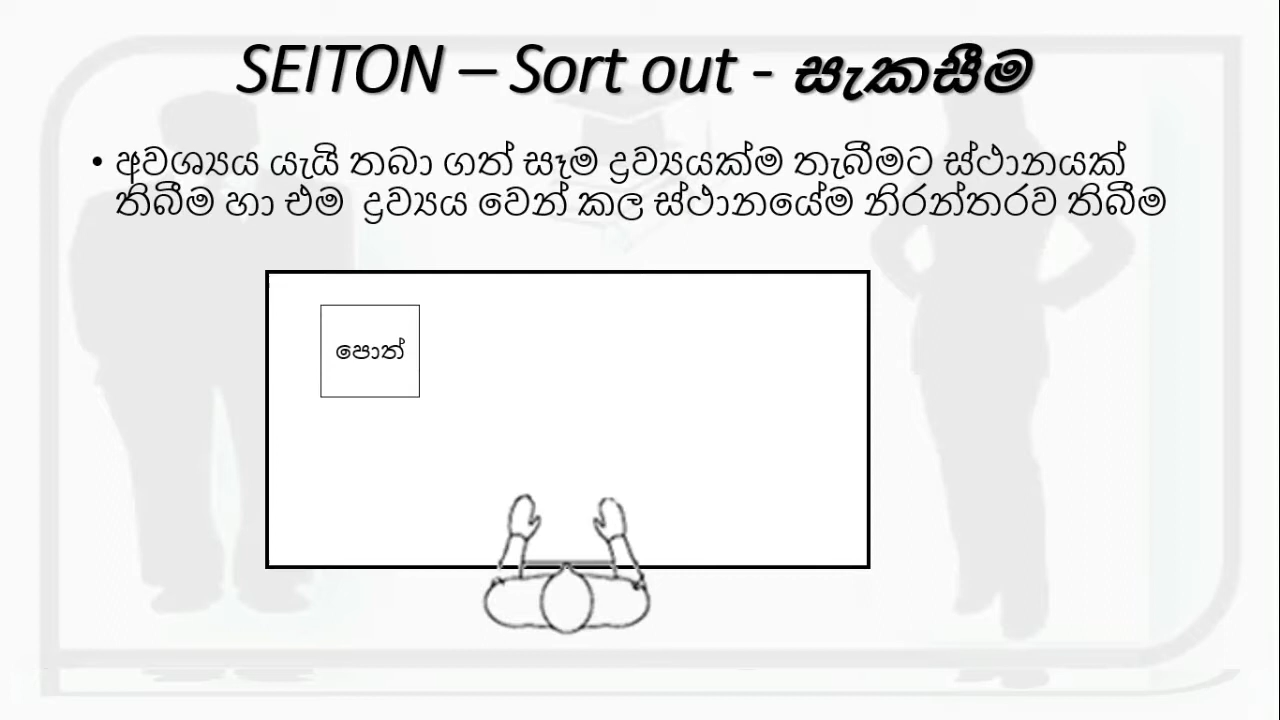 SEITON – Sort out - සැකසීම
• අවශ්‍යය යැයි තබා ගත් සෑම ද්‍රව්‍යයක්ම තැබීමට ස්ථානයක්
තිබීම හා එම ද්‍රව්‍යය වෙන් කල ස්ථානයේම නිරන්තරව තිබීම
පොත්